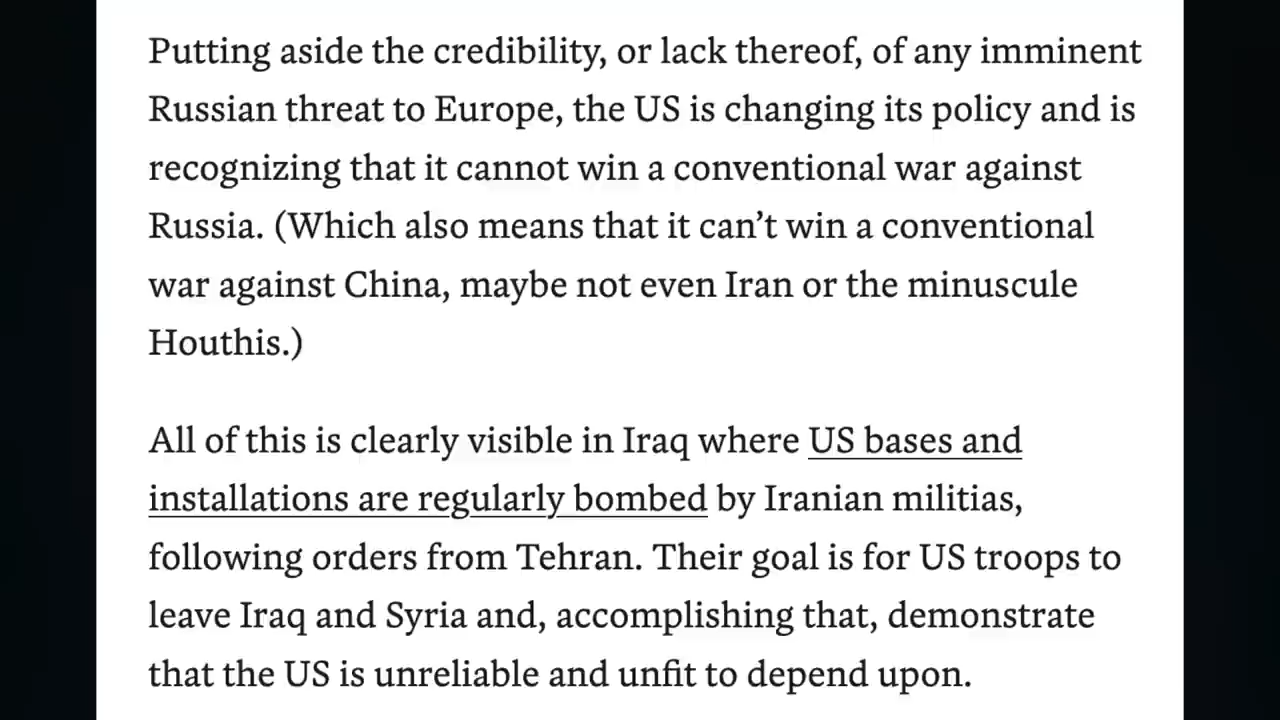 Putting aside the credibility, or lack thereof, of any imminent
Russian threat to Europe, the US is changing its policy and is
recognizing that it cannot win a conventional war against
Russia. (Which also means that it can’t win a conventional
war against China, maybe not even Iran or the minuscule
Houthis.)
All of this is clearly visible in Iraq where US bases and
installations are regularly bombed by Iranian militias,
following orders from Tehran. Their goal is for US troops to
leave Iraq and Syria and, accomplishing that, demonstrate
that the US is unreliable and unfit to depend upon.